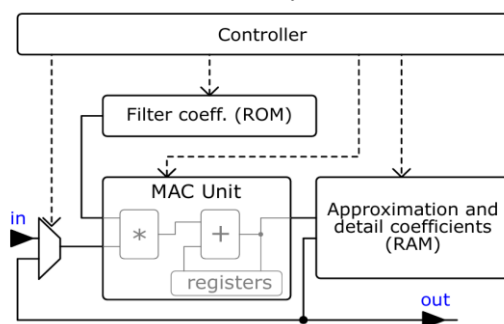 Controller
Filter coeff. (ROM)
MAC Unit
in
*
+
Approximation and
detail coefficients
(RAM)
registers
out